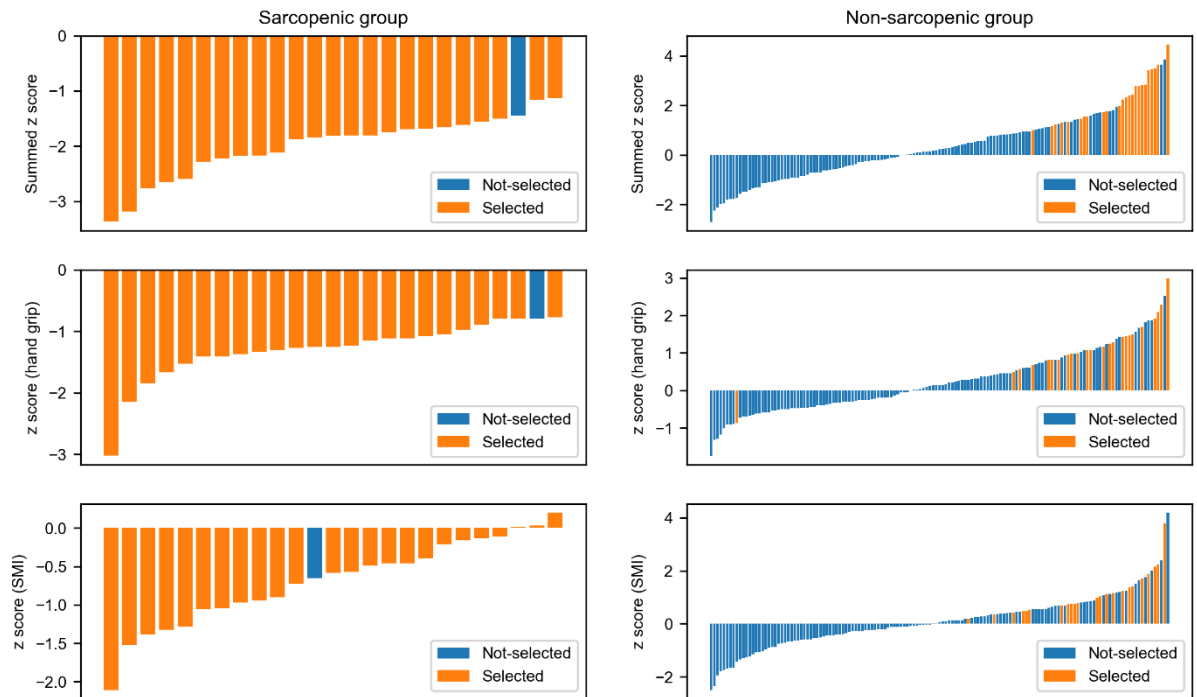 Sarcopenic group
Non-sarcopenic group
Summed z score
0
−1
−2
−3
Not-selected
Selected
Summed z score
4
2
0
−2
Not-selected
Selected
z score (hand grip)
0
−1
−2
−3
Not-selected
Selected
z score (hand grip)
3
2
1
0
−1
Not-selected
Selected
z score (SMI)
0.0
−0.5
−1.0
−1.5
−2.0
Not-selected
Selected
z score (SMI)
4
2
0
−2
Not-selected
Selected